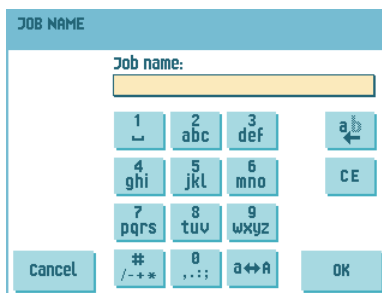 JOB NAME
Job name:
1 2 3
␣ abc def ab
4 5 6
ghi jkl mno CE
7 8 9
pqrs tuv wxyz
Cancel # 0 a↔A OK
/-+* ,.:;